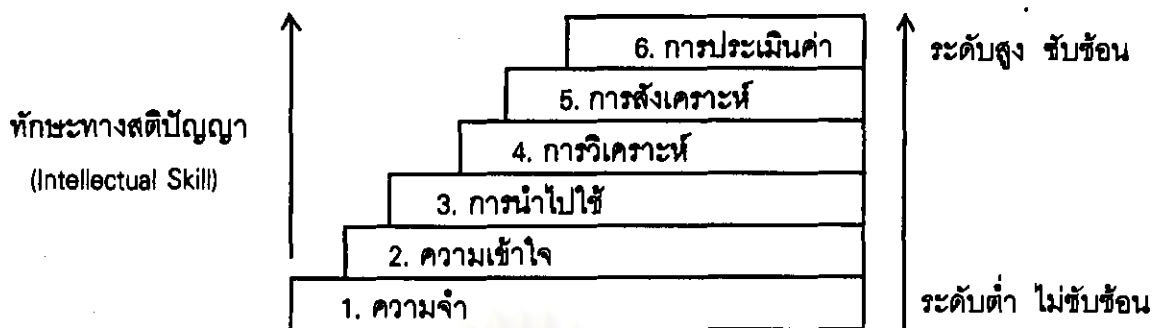 6. การประเมินค่า
ระดับสูง ซับซ้อน
5. การสังเคราะห์
ทักษะทางสติปัญญา
(Intellectual Skill)
4. การวิเคราะห์
3. การนำไปใช้
2. ความเข้าใจ
1. ความจำ
ระดับต่ำ ไม่ซับซ้อน